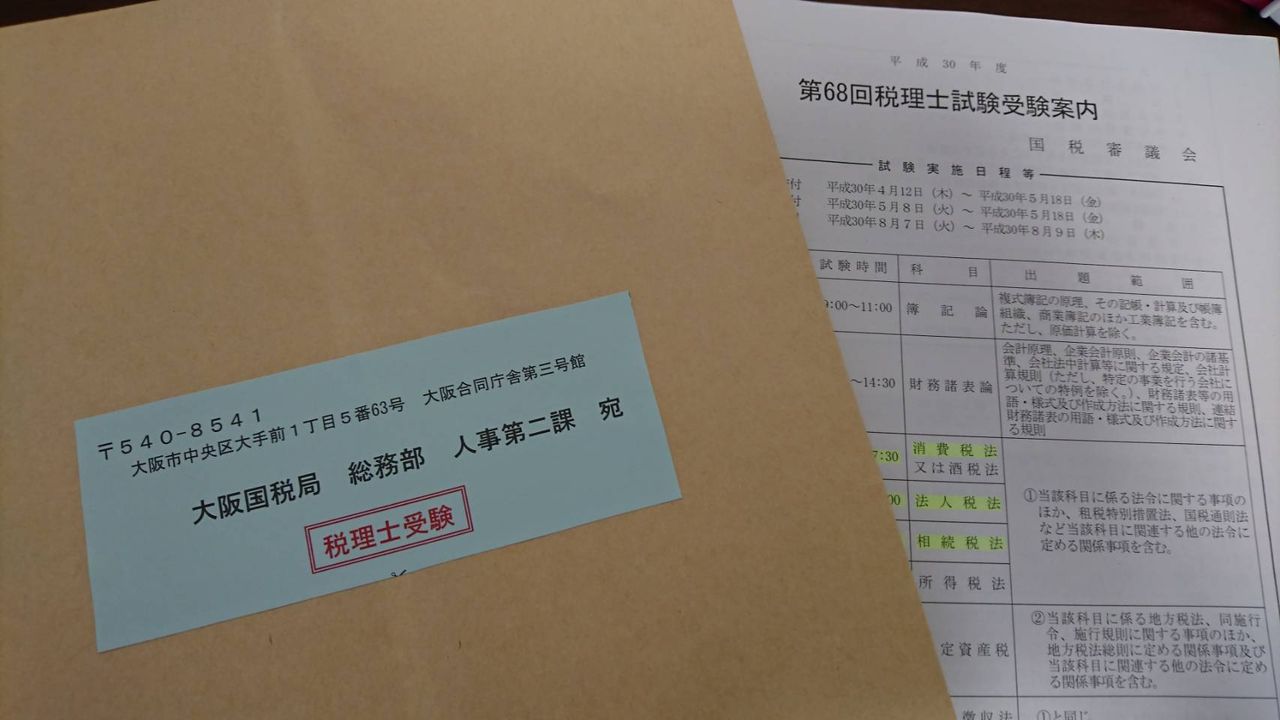 〒540-8541
大阪市中央区大手前1丁目5番63号 大阪合同庁舎第三号館
大阪国税局 総務部 人事第二課 宛
税理士受験
平成30年度
第68回税理士試験受験案内
国税審議会
試験実施日程等
付 平成30年4月12日（木）～ 平成30年5月18日（金）
付 平成30年5月8日（火）～ 平成30年5月18日（金）
平成30年8月7日（火）～ 平成30年8月9日（木）
試験時間 科目 出題範囲
9:00～11:00 簿記論
複式簿記の原理、その記帳・計算及び帳簿
組織、商業簿記のほか工業簿記を含む。
ただし、原価計算を除く。
～14:30 財務諸表論
会計原理、企業会計原則、企業会計の諸基
準、会社法中計算等に関する規定、会社計
算規則（ただし、特定の事業を行う会社に
ついての特例を除く。）、財務諸表等の用
語・様式及び作成方法に関する規則、連結
財務諸表の用語・様式及び作成方法に関す
る規則
7:30 消費税法
又は酒税法
00 法人税法
相続税法
所得税法
①当該科目に係る法令に関する事項の
ほか、租税特別措置法、国税通則法
など当該科目に関連する他の法令に
定める関係事項を含む。
定資産税
②当該科目に係る地方税法、同施行
令、施行規則に関する事項のほか、
地方税法総則に定める関係事項及び
当該科目に関連する他の法令に定め
る関係事項を含む。
徴収法 ①と同じ